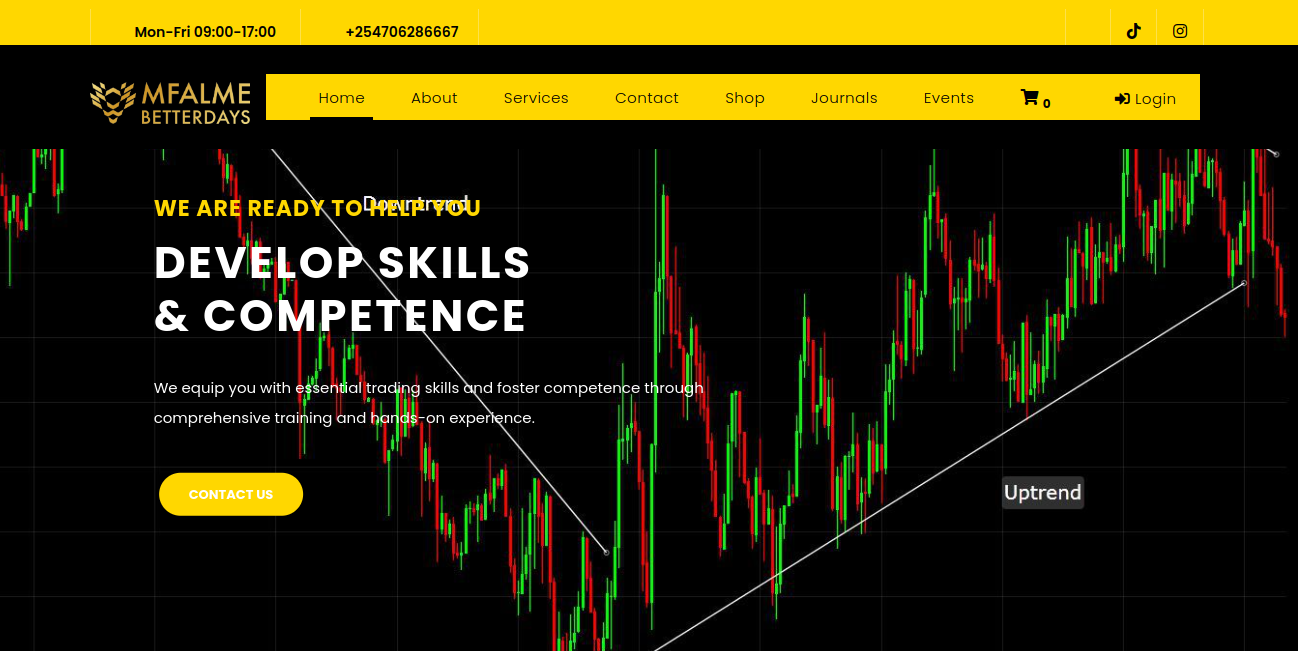 Mon-Fri 09:00-17:00
+254706286667
MFALME
BETTERDAYS
Home
About
Services
Contact
Shop
Journals
Events
0
Login
Downtrend
WE ARE READY TO HELP YOU
DEVELOP SKILLS
& COMPETENCE
We equip you with essential trading skills and foster competence through
comprehensive training and hands-on experience.
CONTACT US
Uptrend